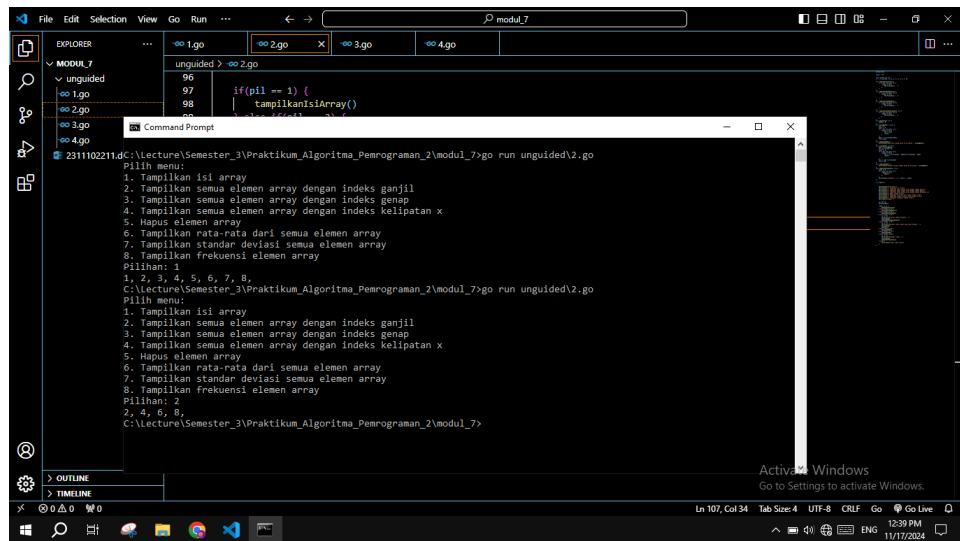 File Edit Selection View Go Run ··· ← → modul_7
EXPLORER ··· 1.go 2.go × 3.go 4.go
MODUL_7 unguided > 2.go
unguided
1.go
2.go
3.go
4.go
2311102211.d
96
97 if(pil == 1) {
98 tampilkanIsiArray()
Command Prompt
C:\Lecture\Semester_3\Praktikum_Algoritma_Pemrograman_2\modul_7>go run unguided\2.go
Pilih menu:
1. Tampilkan isi array
2. Tampilkan semua elemen array dengan indeks ganjil
3. Tampilkan semua elemen array dengan indeks genap
4. Tampilkan semua elemen array dengan indeks kelipatan x
5. Hapus elemen array
6. Tampilkan rata-rata dari semua elemen array
7. Tampilkan standar deviasi semua elemen array
8. Tampilkan frekuensi elemen array
Pilihan: 1
1, 2, 3, 4, 5, 6, 7, 8,
C:\Lecture\Semester_3\Praktikum_Algoritma_Pemrograman_2\modul_7>go run unguided\2.go
Pilih menu:
1. Tampilkan isi array
2. Tampilkan semua elemen array dengan indeks ganjil
3. Tampilkan semua elemen array dengan indeks genap
4. Tampilkan semua elemen array dengan indeks kelipatan x
5. Hapus elemen array
6. Tampilkan rata-rata dari semua elemen array
7. Tampilkan standar deviasi semua elemen array
8. Tampilkan frekuensi elemen array
Pilihan: 2
2, 4, 6, 8,
C:\Lecture\Semester_3\Praktikum_Algoritma_Pemrograman_2\modul_7>
Activate Windows
Go to Settings to activate Windows.
> OUTLINE
> TIMELINE
0 0 0 Ln 107, Col 34 Tab Size: 4 UTF-8 CRLF Go Go Live
ENG 12:39 PM
11/17/2024